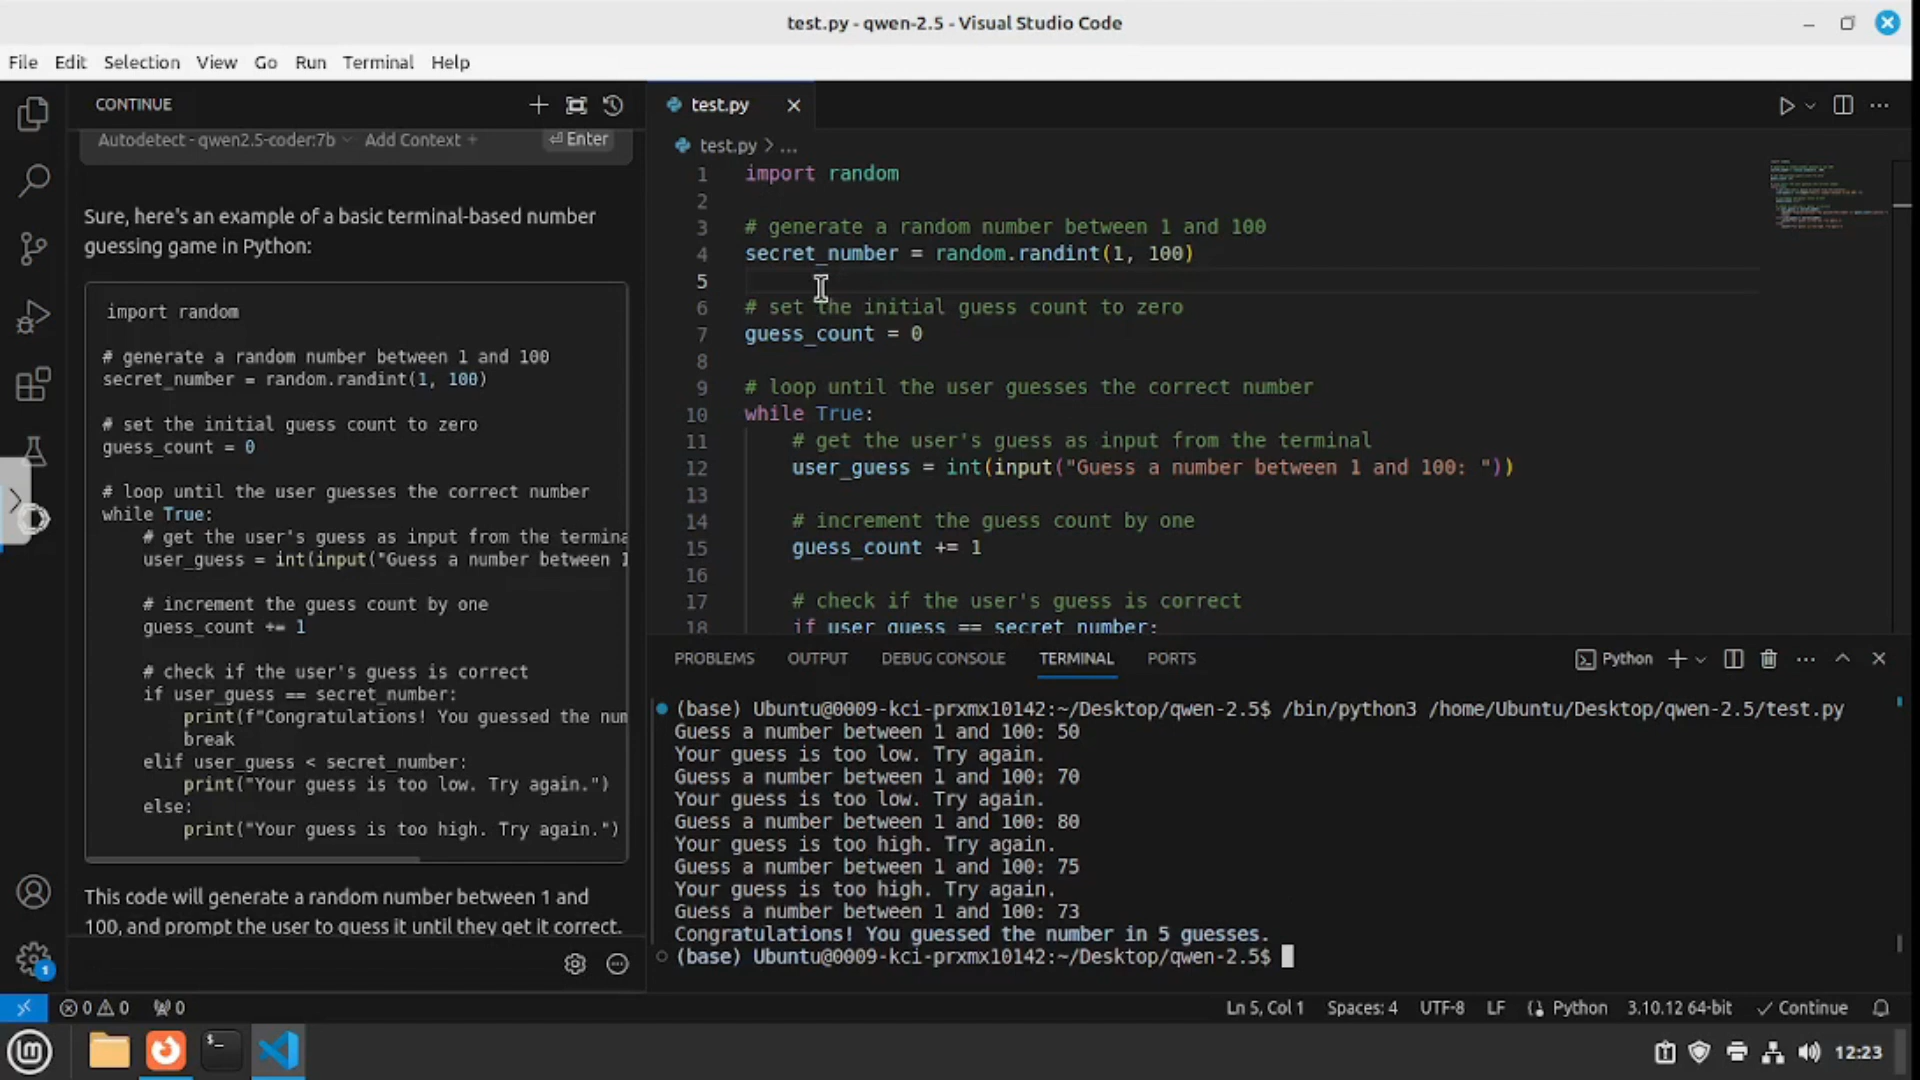 test.py - qwen-2.5 - Visual Studio Code
File Edit Selection View Go Run Terminal Help
CONTINUE
Autodetect - qwen2.5-coder:7b Add Context + ⏎ Enter
Sure, here's an example of a basic terminal-based number
guessing game in Python:
import random
# generate a random number between 1 and 100
secret_number = random.randint(1, 100)
# set the initial guess count to zero
guess_count = 0
# loop until the user guesses the correct number
while True:
# get the user's guess as input from the termina
user_guess = int(input("Guess a number between 1
# increment the guess count by one
guess_count += 1
# check if the user's guess is correct
if user_guess == secret_number:
print(f"Congratulations! You guessed the num
break
elif user_guess < secret_number:
print("Your guess is too low. Try again.")
else:
print("Your guess is too high. Try again.")
This code will generate a random number between 1 and
100, and prompt the user to guess it until they get it correct.
test.py
test.py > ...
1 import random
2
3 # generate a random number between 1 and 100
4 secret_number = random.randint(1, 100)
5
6 # set the initial guess count to zero
7 guess_count = 0
8
9 # loop until the user guesses the correct number
10 while True:
11 # get the user's guess as input from the terminal
12 user_guess = int(input("Guess a number between 1 and 100: "))
13
14 # increment the guess count by one
15 guess_count += 1
16
17 # check if the user's guess is correct
18 if user_guess == secret_number:
PROBLEMS OUTPUT DEBUG CONSOLE TERMINAL PORTS Python
(base) Ubuntu@0009-kci-prxmx10142:~/Desktop/qwen-2.5$ /bin/python3 /home/Ubuntu/Desktop/qwen-2.5/test.py
Guess a number between 1 and 100: 50
Your guess is too low. Try again.
Guess a number between 1 and 100: 70
Your guess is too low. Try again.
Guess a number between 1 and 100: 80
Your guess is too high. Try again.
Guess a number between 1 and 100: 75
Your guess is too high. Try again.
Guess a number between 1 and 100: 73
Congratulations! You guessed the number in 5 guesses.
(base) Ubuntu@0009-kci-prxmx10142:~/Desktop/qwen-2.5$
1
0 0 0 Ln 5, Col 1 Spaces: 4 UTF-8 LF Python 3.10.12 64-bit ✓ Continue
12:23